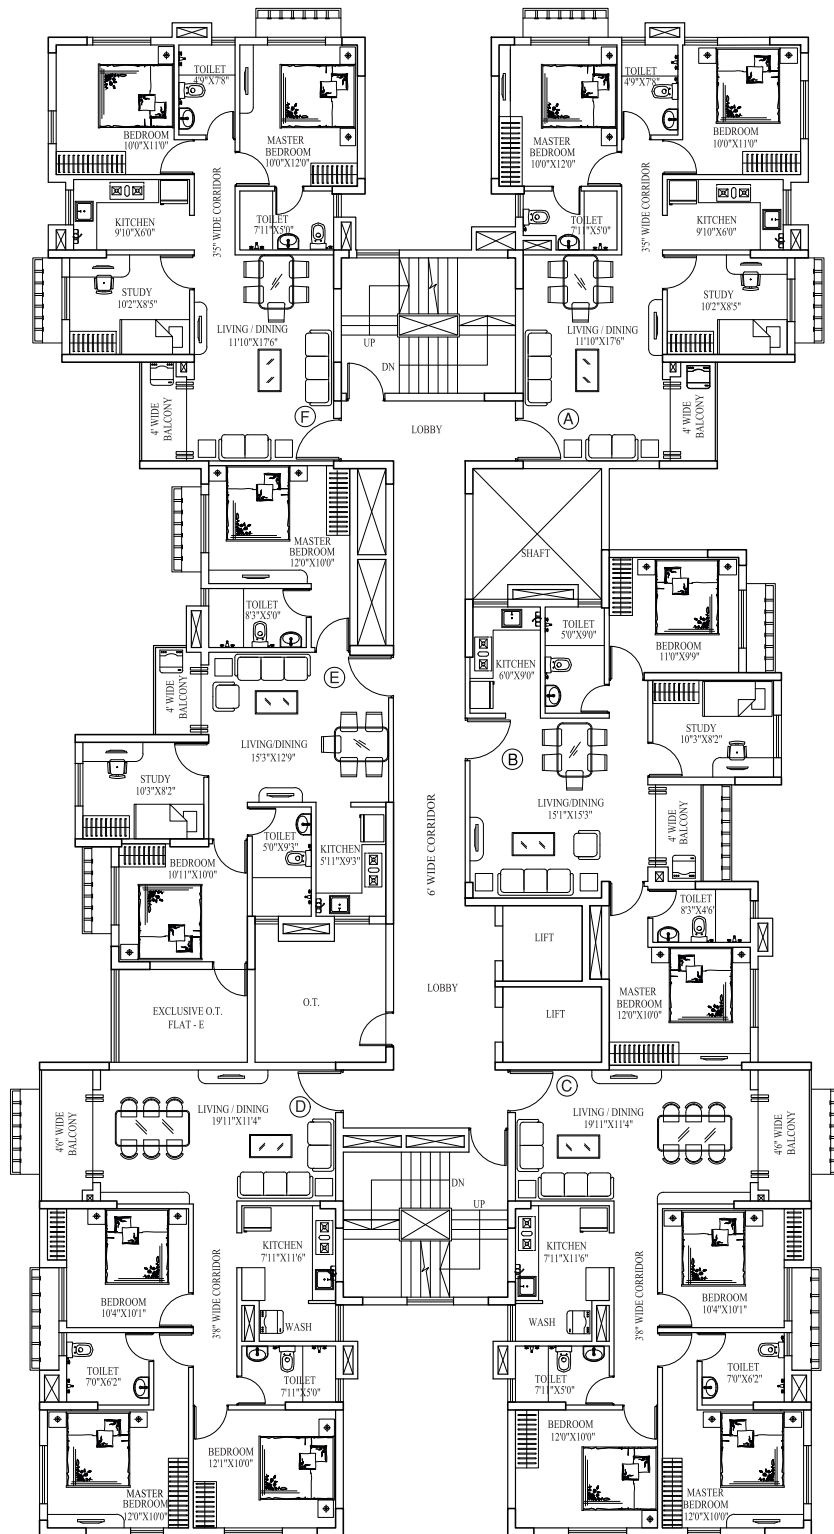 TOILET
4'9"X7'8"
BEDROOM
10'0"X11'0"
MASTER
BEDROOM
10'0"X12'0"
3'5" WIDE CORRIDOR
KITCHEN
9'10"X6'0"
TOILET
7'11"X5'0"
STUDY
10'2"X8'5"
LIVING / DINING
11'10"X17'6"
4' WIDE
BALCONY
F
UP
DN
LOBBY
TOILET
4'9"X7'8"
MASTER
BEDROOM
10'0"X12'0"
BEDROOM
10'0"X11'0"
3'5" WIDE CORRIDOR
TOILET
7'11"X5'0"
KITCHEN
9'10"X6'0"
STUDY
10'2"X8'5"
LIVING / DINING
11'10"X17'6"
4' WIDE
BALCONY
A
MASTER
BEDROOM
12'0"X10'0"
TOILET
8'3"X5'0"
E
4' WIDE
BALCONY
LIVING/DINING
15'3"X12'9"
STUDY
10'3"X8'2"
TOILET
5'0"X9'3"
KITCHEN
5'11"X9'3"
BEDROOM
10'11"X10'0"
EXCLUSIVE O.T.
FLAT - E
O.T.
6' WIDE CORRIDOR
LOBBY
SHAFT
TOILET
5'0"X9'0"
KITCHEN
6'0"X9'0"
BEDROOM
11'0"X9'9"
STUDY
10'3"X8'2"
B
LIVING/DINING
15'1"X15'3"
4' WIDE
BALCONY
TOILET
8'3"X4'6"
LIFT
LIFT
MASTER
BEDROOM
12'0"X10'0"
4'6" WIDE
BALCONY
LIVING / DINING
19'11"X11'4"
D
C
LIVING / DINING
19'11"X11'4"
4'6" WIDE
BALCONY
DN
UP
KITCHEN
7'11"X11'6"
WASH
BEDROOM
10'4"X10'1"
3'8" WIDE CORRIDOR
TOILET
7'0"X6'2"
TOILET
7'11"X5'0"
BEDROOM
12'1"X10'0"
MASTER
BEDROOM
12'0"X10'0"
KITCHEN
7'11"X11'6"
WASH
BEDROOM
10'4"X10'1"
3'8" WIDE CORRIDOR
TOILET
7'11"X5'0"
TOILET
7'0"X6'2"
BEDROOM
12'0"X10'0"
MASTER
BEDROOM
12'0"X10'0"